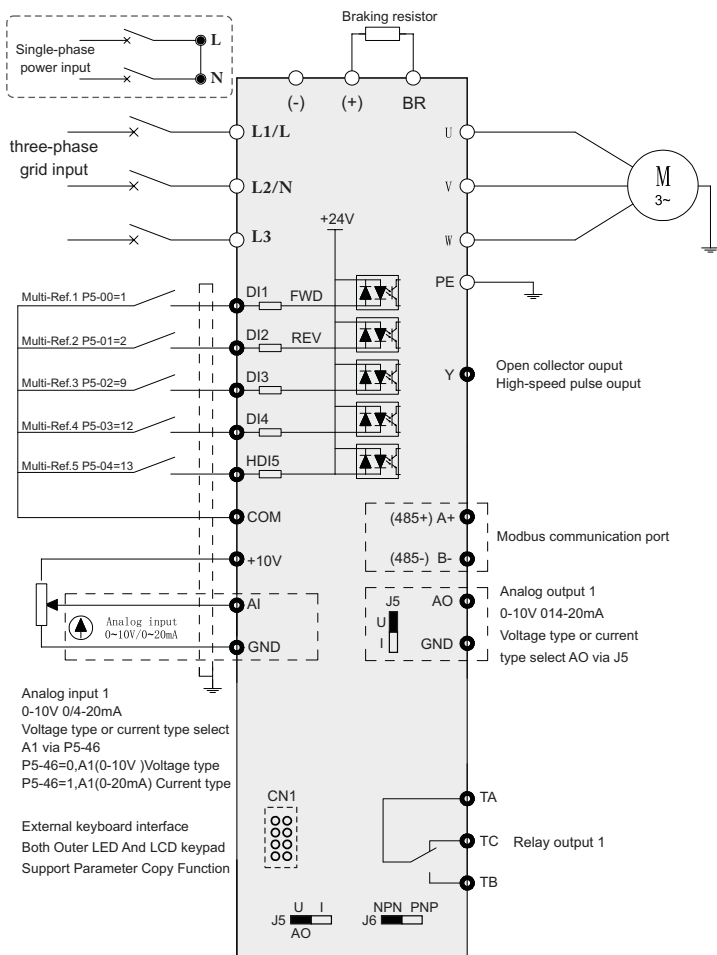 Braking resistor
Single-phase
power input
L
N
(-) (+) BR
three-phase
grid input
L1/L
L2/N
L3
U
V
W
M
3~
PE
+24V
Multi-Ref.1 P5-00=1
DI1 FWD
Multi-Ref.2 P5-01=2
DI2 REV
Multi-Ref.3 P5-02=9
DI3
Multi-Ref.4 P5-03=12
DI4
Multi-Ref.5 P5-04=13
HDI5
COM
+10V
AI
GND
Analog input
0~10V/0~20mA
Y
Open collector ouput
High-speed pulse ouput
(485+) A+
(485-) B-
Modbus communication port
J5
U
I
AO
GND
Analog output 1
0-10V 014-20mA
Voltage type or current
type select AO via J5
Analog input 1
0-10V 0/4-20mA
Voltage type or current type select
A1 via P5-46
P5-46=0,A1(0-10V )Voltage type
P5-46=1,A1(0-20mA) Current type
External keyboard interface
Both Outer LED And LCD keypad
Support Parameter Copy Function
CN1
TA
TC
TB
Relay output 1
U I
J5
AO
NPN PNP
J6